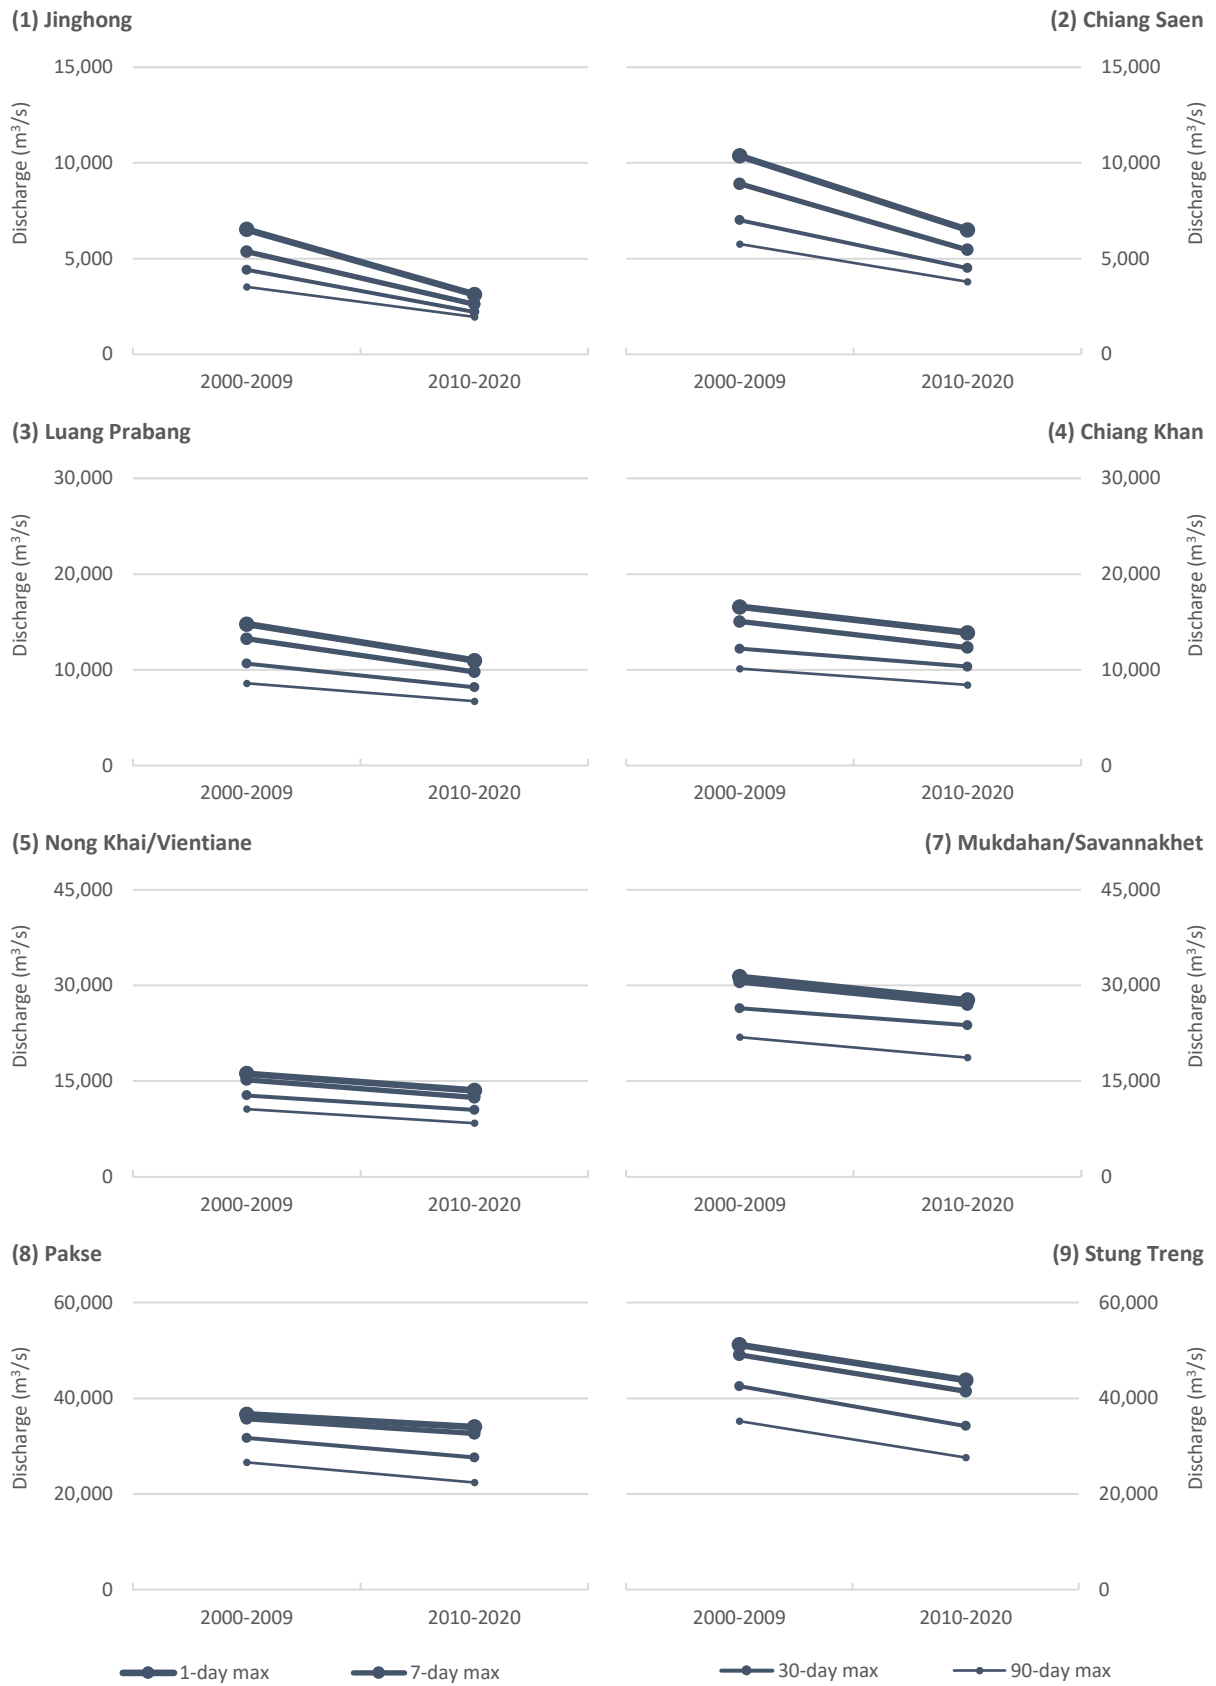 (1) Jinghong
(2) Chiang Saen
Discharge (m³/s)
15,000
10,000
5,000
0
2000-2009
2010-2020
15,000
10,000
5,000
0
Discharge (m³/s)
2000-2009
2010-2020
(3) Luang Prabang
(4) Chiang Khan
Discharge (m³/s)
30,000
20,000
10,000
0
2000-2009
2010-2020
30,000
20,000
10,000
0
Discharge (m³/s)
2000-2009
2010-2020
(5) Nong Khai/Vientiane
(7) Mukdahan/Savannakhet
Discharge (m³/s)
45,000
30,000
15,000
0
2000-2009
2010-2020
45,000
30,000
15,000
0
Discharge (m³/s)
2000-2009
2010-2020
(8) Pakse
(9) Stung Treng
Discharge (m³/s)
60,000
40,000
20,000
0
2000-2009
2010-2020
60,000
40,000
20,000
0
Discharge (m³/s)
2000-2009
2010-2020
1-day max
7-day max
30-day max
90-day max